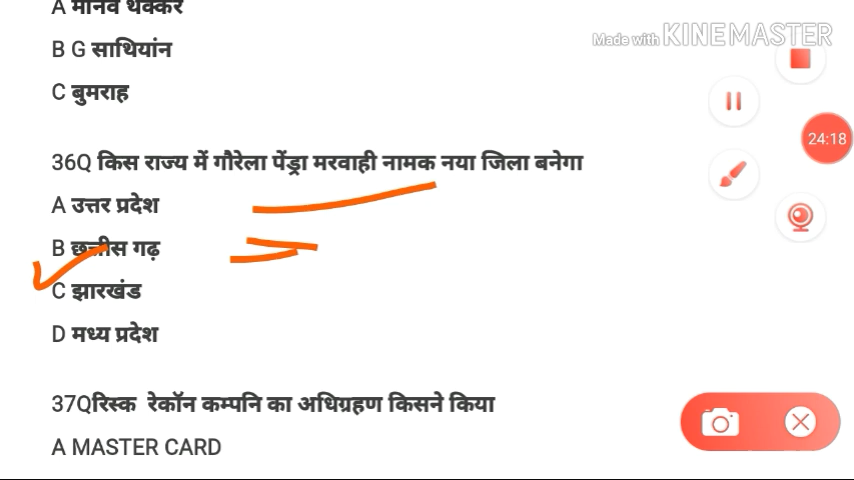 A मानव थक्कर
B G साथियांन
Made with KINEMASTER
C बुमराह
24:18
36Q किस राज्य में गौरेला पेंड्रा मरवाही नामक नया जिला बनेगा
A उत्तर प्रदेश
B छत्तीस गढ़
C झारखंड
D मध्य प्रदेश
37Qरिस्क रेकॉन कम्पनि का अधिग्रहण किसने किया
A MASTER CARD